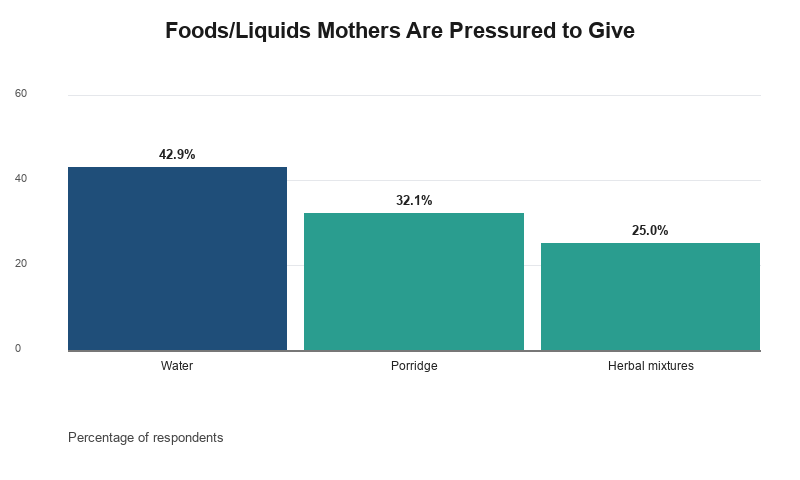 Foods/Liquids Mothers Are Pressured to Give
60
40
20
0
42.9%
32.1%
25.0%
Water
Porridge
Herbal mixtures
Percentage of respondents